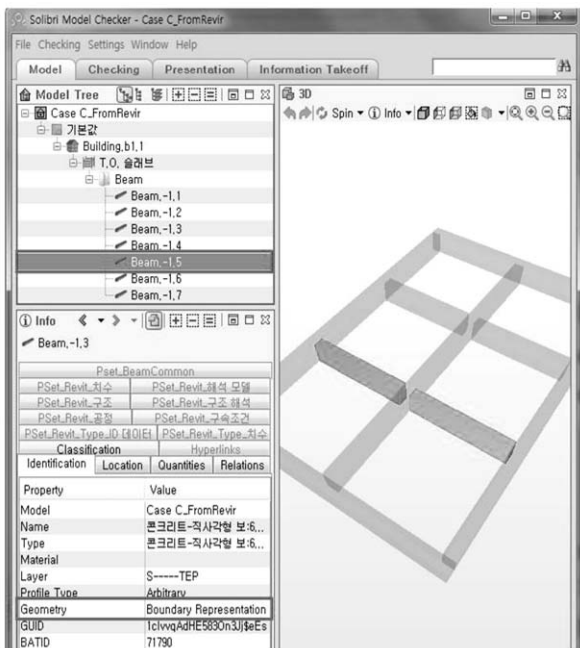 Solibri Model Checker - Case C_FromRevir
File Checking Settings Window Help
Model Checking Presentation Information Takeoff
Model Tree
3D
Case C_FromRevir
Spin Info
기본값
Building,b1,1
T.O. 슬래브
Beam
Beam,-1,1
Beam,-1,2
Beam,-1,3
Beam,-1,4
Beam,-1,5
Beam,-1,6
Beam,-1,7
Info
Beam,-1,3
Pset_BeamCommon
PSet_Revit_치수 PSet_Revit_해석 모델
PSet_Revit_구조 PSet_Revit_구조 해석
PSet_Revit_공정 PSet_Revit_구속조건
PSet_Revit_Type_ID 데이터 PSet_Revit_Type_치수
Classification Hyperlinks
Identification Location Quantities Relations
Property Value
Model Case C_FromRevir
Name 콘크리트-직사각형 보:6...
Type 콘크리트-직사각형 보:6...
Material
Layer S-----TEP
Profile Type Arbitrary
Geometry Boundary Representation
GUID
BATID 71790